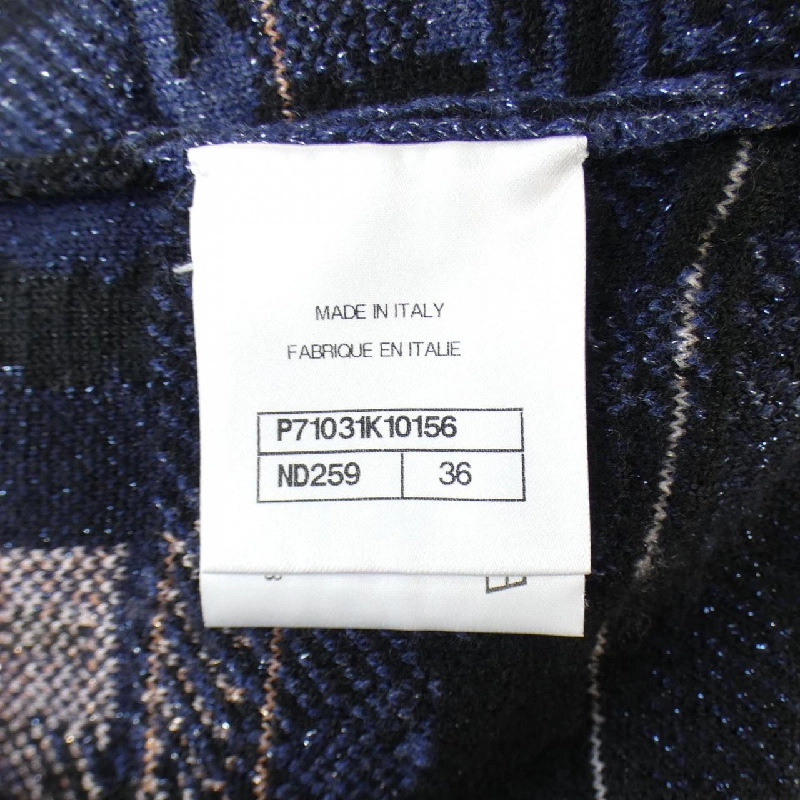 MADE IN ITALY
FABRIQUE EN ITALIE
P71031K10156
ND259 36